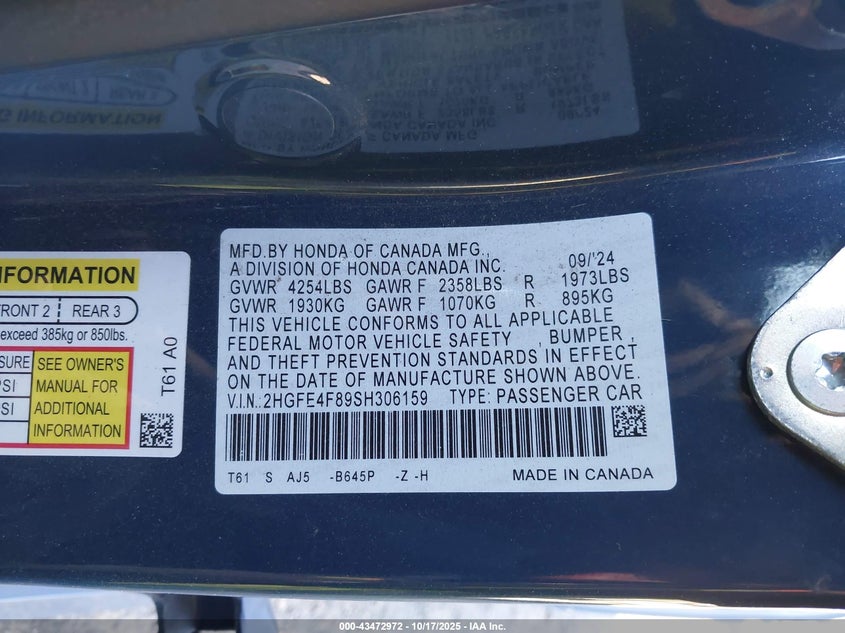 MFD.BY HONDA OF CANADA MFG.,
A DIVISION OF HONDA CANADA INC. 09/'24
GVWR 4254LBS GAWR F 2358LBS R 1973LBS
GVWR 1930KG GAWR F 1070KG R 895KG
THIS VEHICLE CONFORMS TO ALL APPLICABLE
FEDERAL MOTOR VEHICLE SAFETY , BUMPER ,
AND THEFT PREVENTION STANDARDS IN EFFECT
ON THE DATE OF MANUFACTURE SHOWN ABOVE.
V.I.N.:2HGFE4F89SH306159 TYPE: PASSENGER CAR
T61 S AJ5 -B645P -Z -H MADE IN CANADA
INFORMATION
FRONT 2 REAR 3
exceed 385kg or 850lbs.
SEE OWNER'S
MANUAL FOR
ADDITIONAL
INFORMATION
T61 A0
000-43472972 | 10/17/2025 | IAA Inc.